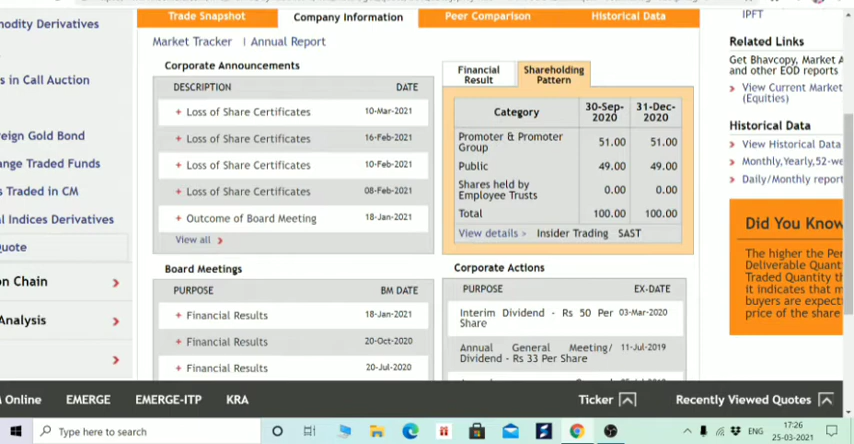 Trade Snapshot
Company Information
Peer Comparison
Historical Data
IPFT
Market Tracker | Annual Report
Derivatives
s in Call Auction
Gold Bond
Traded Funds
Traded in CM
Indices Derivatives
Chain
Analysis
Corporate Announcements
DESCRIPTION DATE
+ Loss of Share Certificates 10-Mar-2021
+ Loss of Share Certificates 16-Feb-2021
+ Loss of Share Certificates 10-Feb-2021
+ Loss of Share Certificates 08-Feb-2021
+ Outcome of Board Meeting 18-Jan-2021
View all >
Financial
Result
Shareholding
Pattern
Category 30-Sep-2020 31-Dec-2020
Promoter & Promoter
Group 51.00 51.00
Public 49.00 49.00
Shares held by
Employee Trusts 0.00 0.00
Total 100.00 100.00
View details > Insider Trading SAST
Board Meetings
PURPOSE BM DATE
+ Financial Results 18-Jan-2021
+ Financial Results 20-Oct-2020
+ Financial Results 20-Jul-2020
Corporate Actions
PURPOSE EX-DATE
Interim Dividend - Rs 50 Per 03-Mar-2020
Share
Annual General Meeting/ 11-Jul-2019
Dividend - Rs 33 Per Share
Related Links
Get Bhavcopy, Market
and other EOD reports
> View Current Market
(Equities)
Historical Data
> View Historical Data
> Monthly,Yearly,52-we
> Daily/Monthly report
Did You Know
The higher the Per
Deliverable Quant
Traded Quantity th
it indicates that m
buyers are expect
price of the share
Online EMERGE EMERGE-ITP KRA Ticker Recently Viewed Quotes
Type here to search
ENG
17:26
25-03-2021